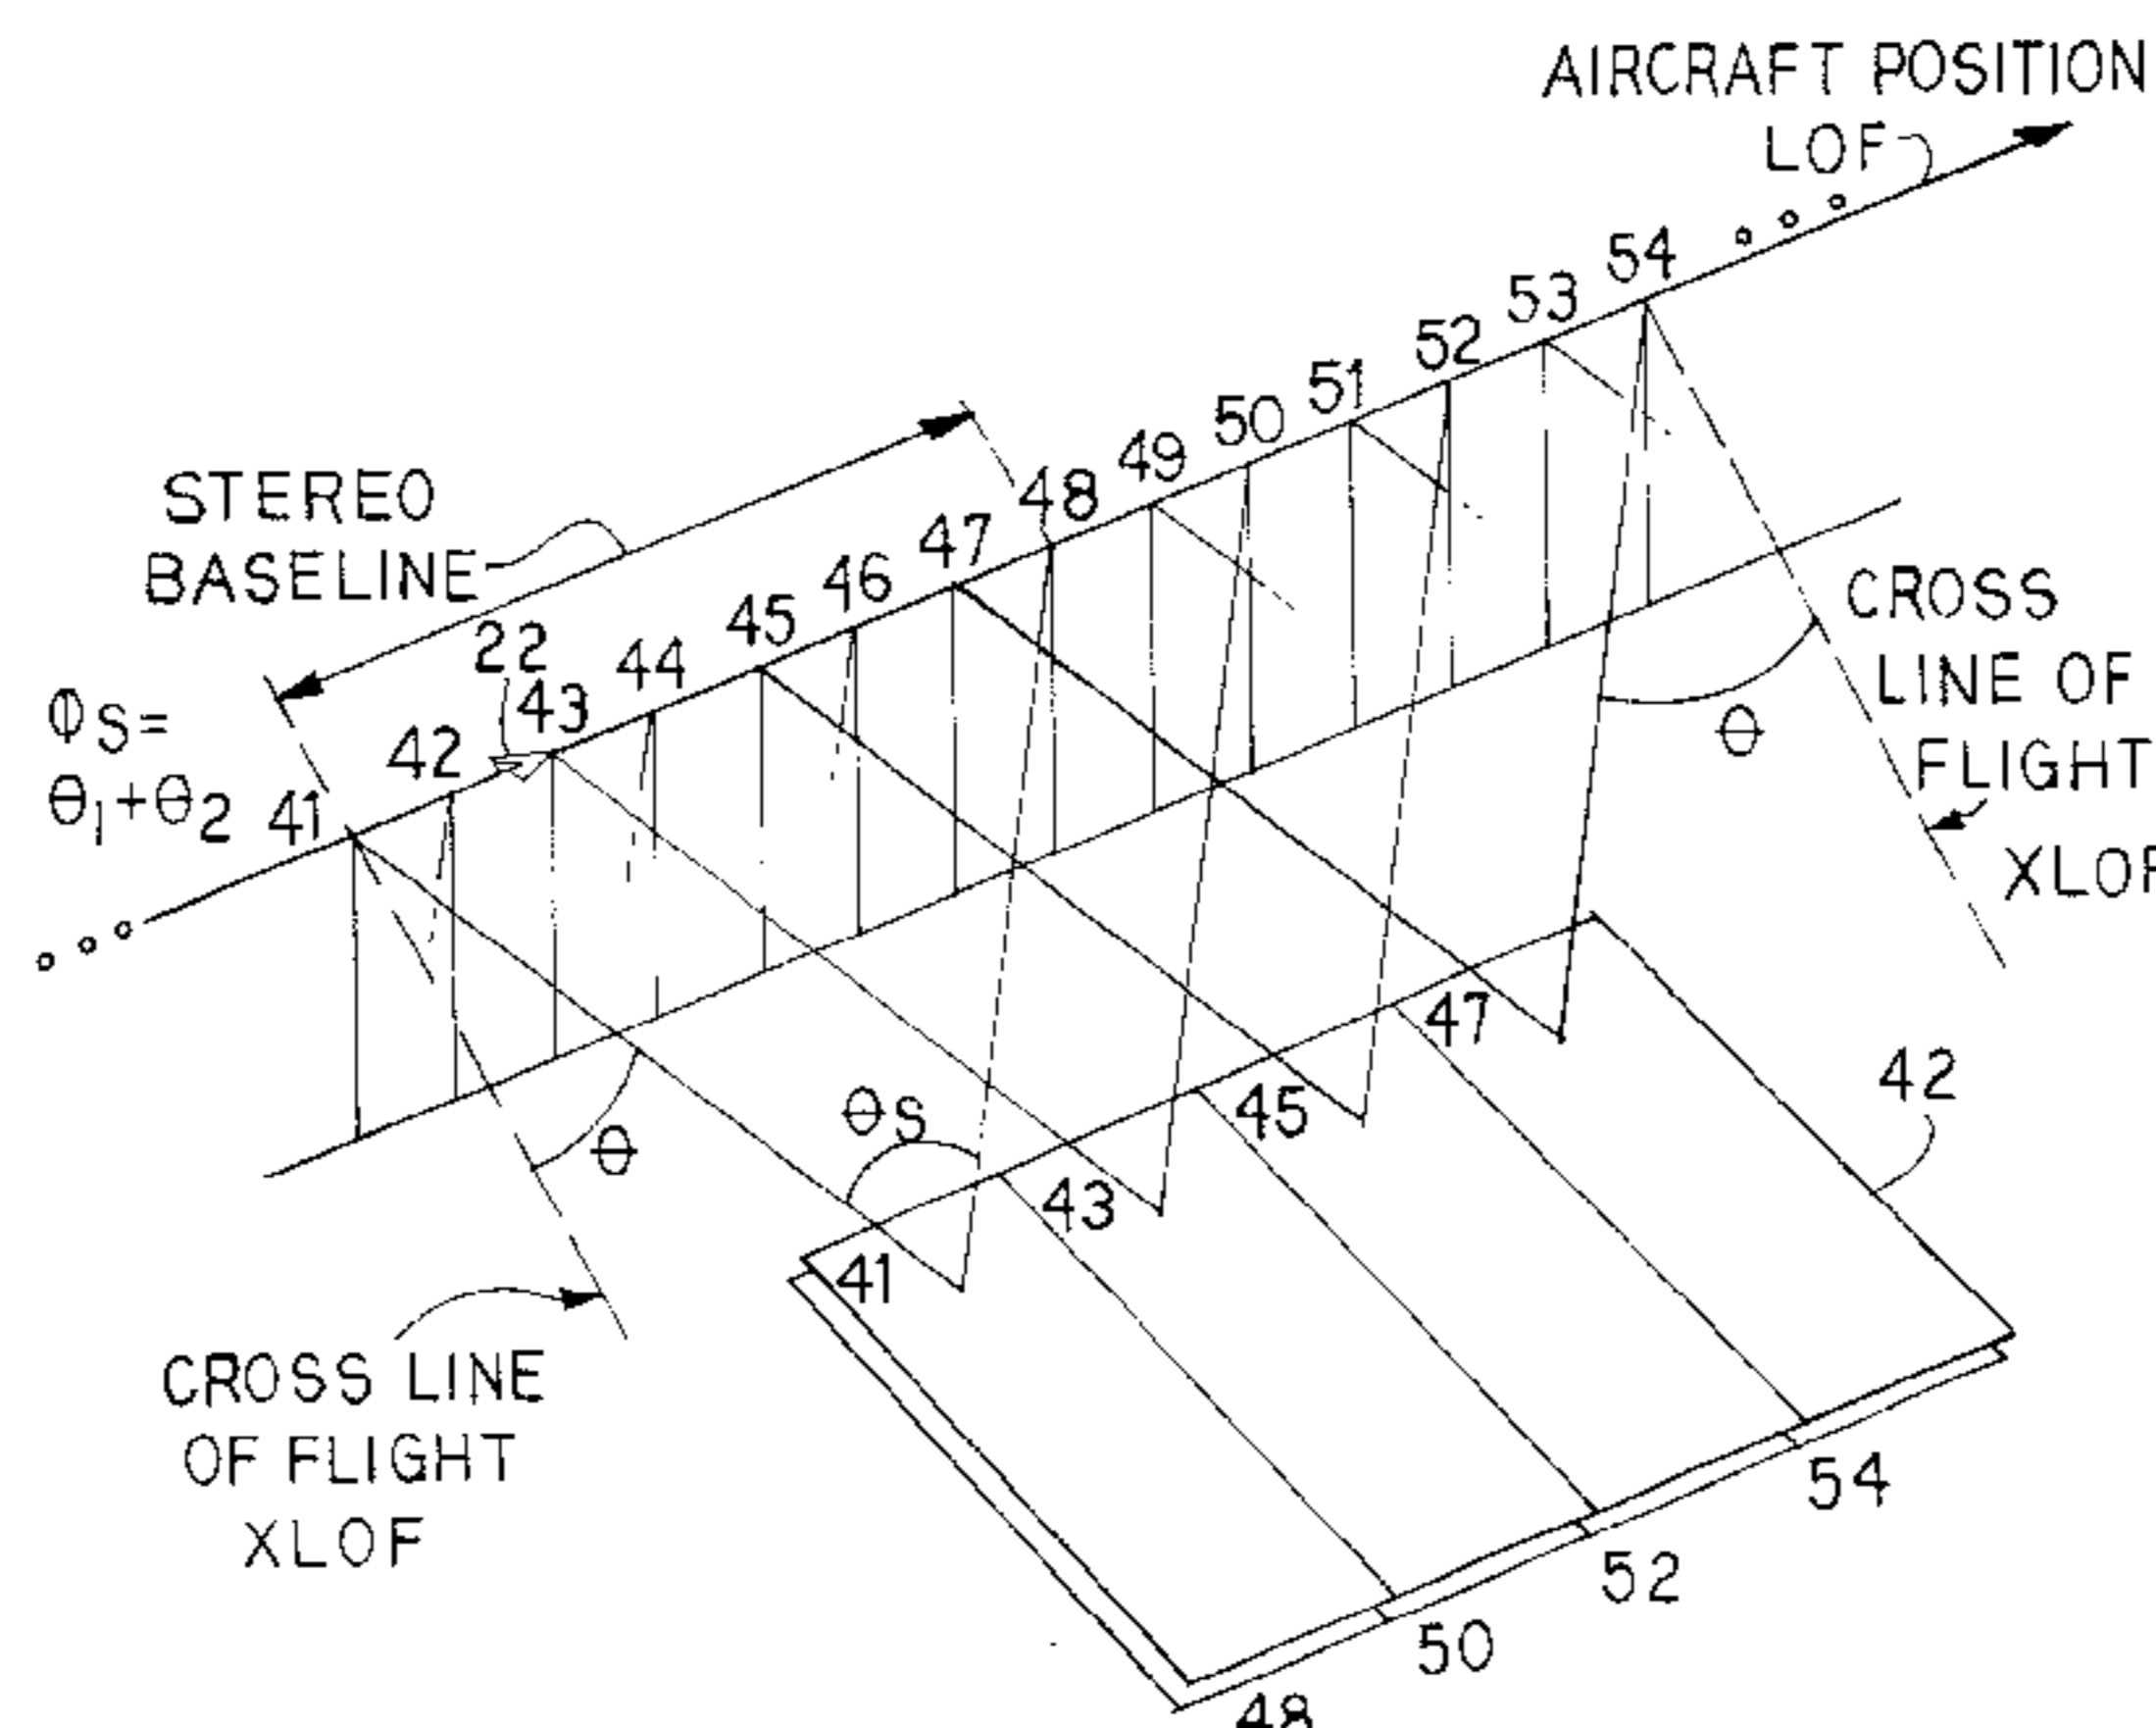 AIRCRAFT POSITION
LOF
54
53
52
51
50
49
48
47
46
45
44
43
22
42
41
STEREO
BASELINE
ΦS=
θ1+θ2
CROSS
LINE OF
FLIGHT
XLOF
θ
θ
θS
47
45
43
41
42
CROSS LINE
OF FLIGHT
XLOF
54
52
50
48